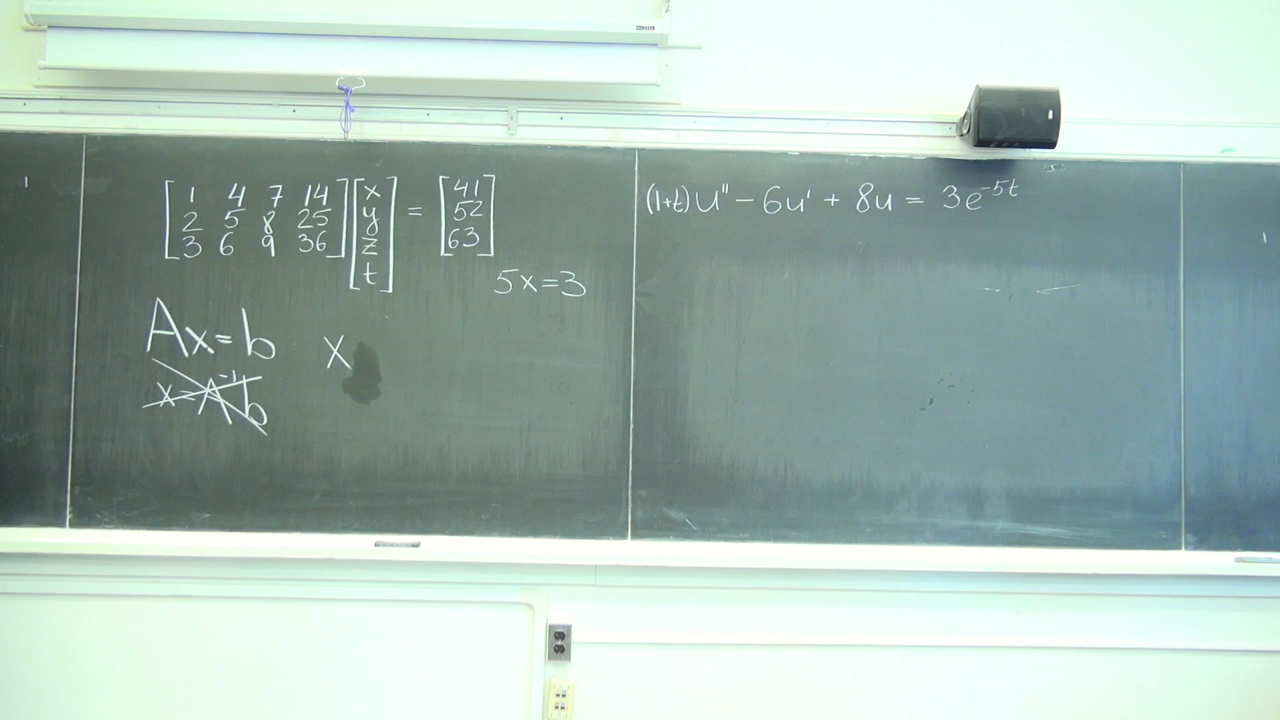 [1 4 7 14] [x] = [41]
[2 5 8 25] [y] [52]
[3 6 9 36] [z] [63]
[t]
5x=3
Ax=b
x
x=A⁻¹b
(1+t)u'' - 6u' + 8u = 3e^{-5t}